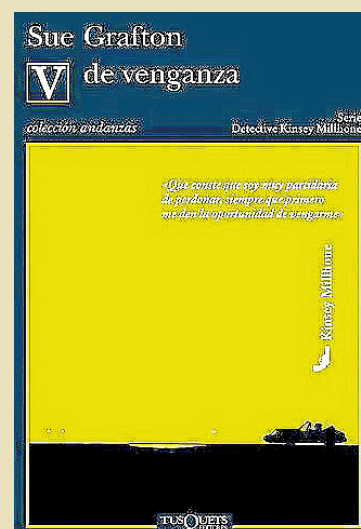 Sue Grafton
V de venganza
Serie
colección andanzas Detective Kinsey Millhone
«Que conste que soy muy partidaria
de perdonar, siempre que primero
me den la oportunidad de vengarme»
Kinsey Millhone
TUSQUETS
EDITORES